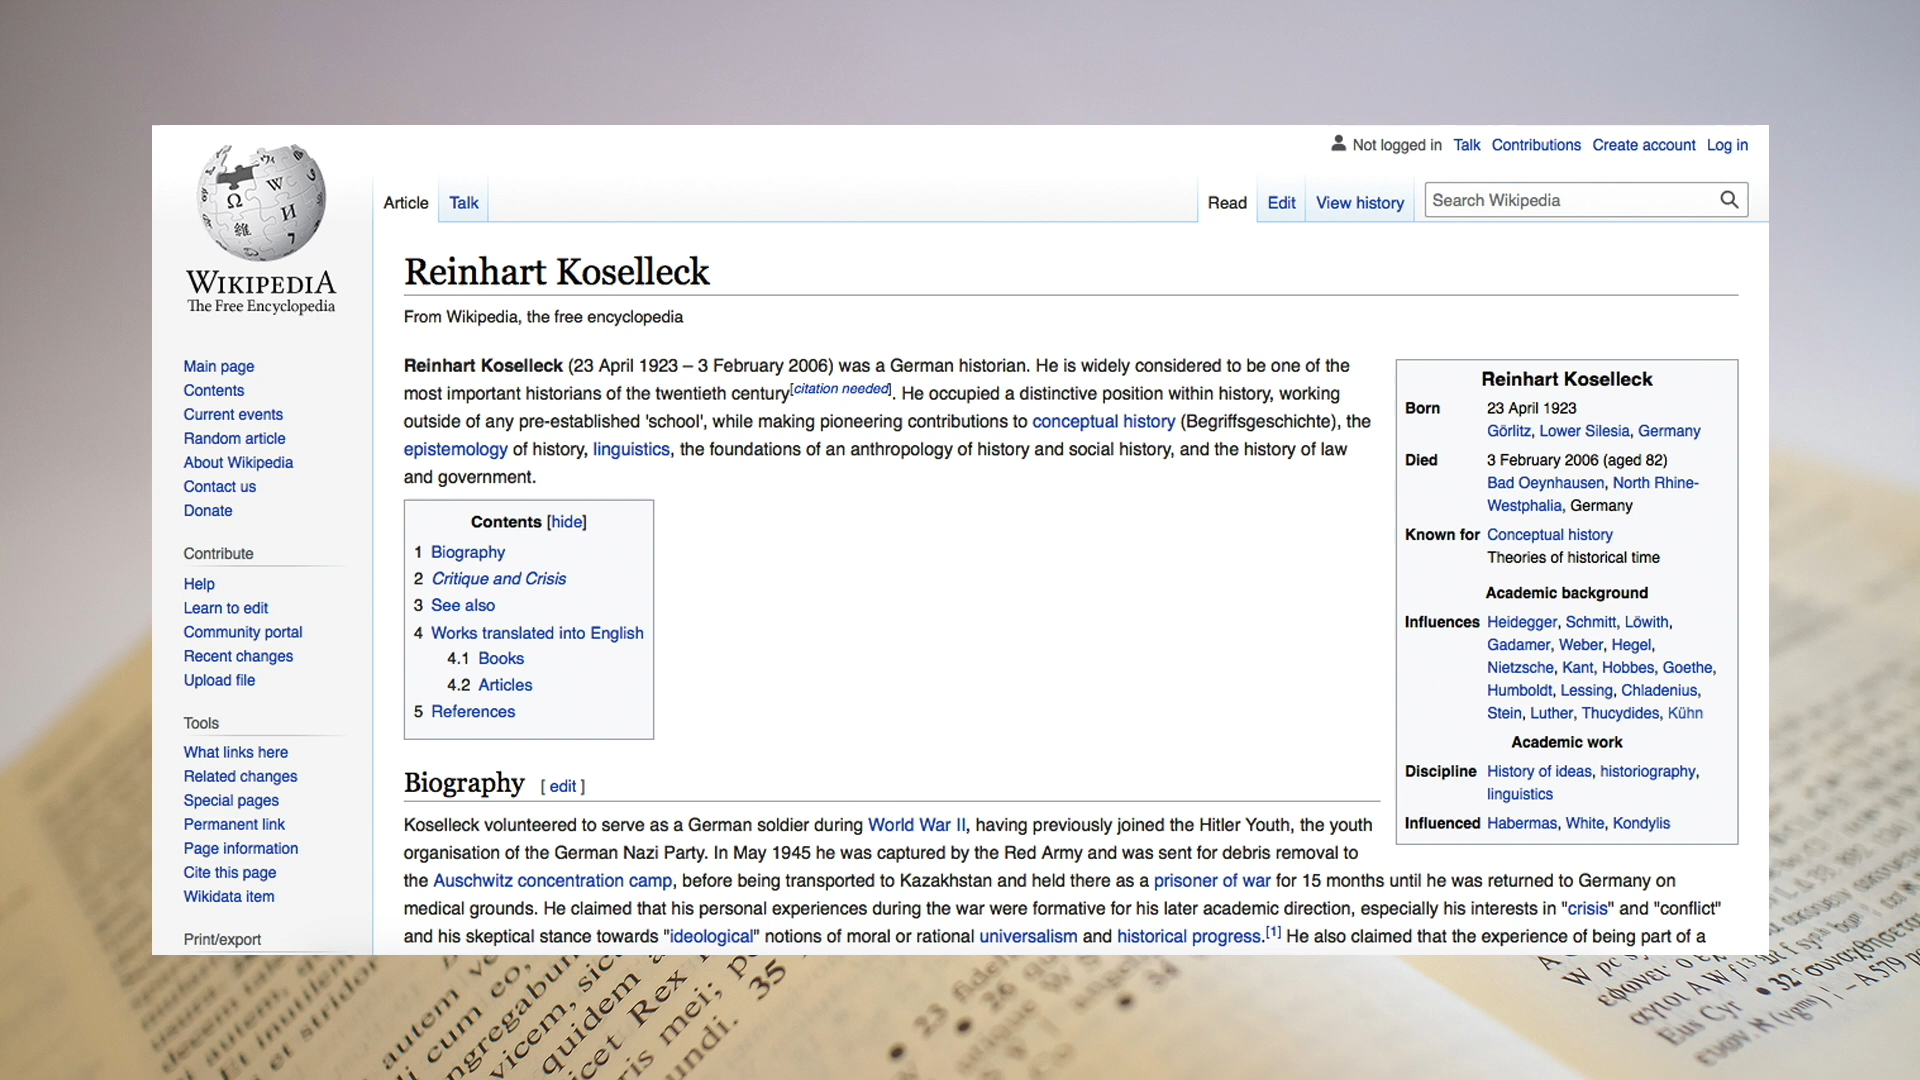 Not logged in Talk Contributions Create account Log in
Article Talk Read Edit View history Search Wikipedia
WIKIPEDIA
The Free Encyclopedia
Main page
Contents
Current events
Random article
About Wikipedia
Contact us
Donate
Contribute
Help
Learn to edit
Community portal
Recent changes
Upload file
Tools
What links here
Related changes
Special pages
Permanent link
Page information
Cite this page
Wikidata item
Print/export
Reinhart Koselleck
From Wikipedia, the free encyclopedia
Reinhart Koselleck (23 April 1923 – 3 February 2006) was a German historian. He is widely considered to be one of the
most important historians of the twentieth century[citation needed]. He occupied a distinctive position within history, working
outside of any pre-established 'school', while making pioneering contributions to conceptual history (Begriffsgeschichte), the
epistemology of history, linguistics, the foundations of an anthropology of history and social history, and the history of law
and government.
Contents [hide]
1 Biography
2 Critique and Crisis
3 See also
4 Works translated into English
4.1 Books
4.2 Articles
5 References
Reinhart Koselleck
Born 23 April 1923
Görlitz, Lower Silesia, Germany
Died 3 February 2006 (aged 82)
Bad Oeynhausen, North Rhine-
Westphalia, Germany
Known for Conceptual history
Theories of historical time
Academic background
Influences Heidegger, Schmitt, Löwith,
Gadamer, Weber, Hegel,
Nietzsche, Kant, Hobbes, Goethe,
Humboldt, Lessing, Chladenius,
Stein, Luther, Thucydides, Kühn
Academic work
Discipline History of ideas, historiography,
linguistics
Influenced Habermas, White, Kondylis
Biography [ edit ]
Koselleck volunteered to serve as a German soldier during World War II, having previously joined the Hitler Youth, the youth
organisation of the German Nazi Party. In May 1945 he was captured by the Red Army and was sent for debris removal to
the Auschwitz concentration camp, before being transported to Kazakhstan and held there as a prisoner of war for 15 months until he was returned to Germany on
medical grounds. He claimed that his personal experiences during the war were formative for his later academic direction, especially his interests in "crisis" and "conflict"
and his skeptical stance towards "ideological" notions of moral or rational universalism and historical progress.[1] He also claimed that the experience of being part of a
autem
cum eo,
vicem, sic
quidem
Rex
mei;
35
23
26
34
32
Eus Cyr
A 579